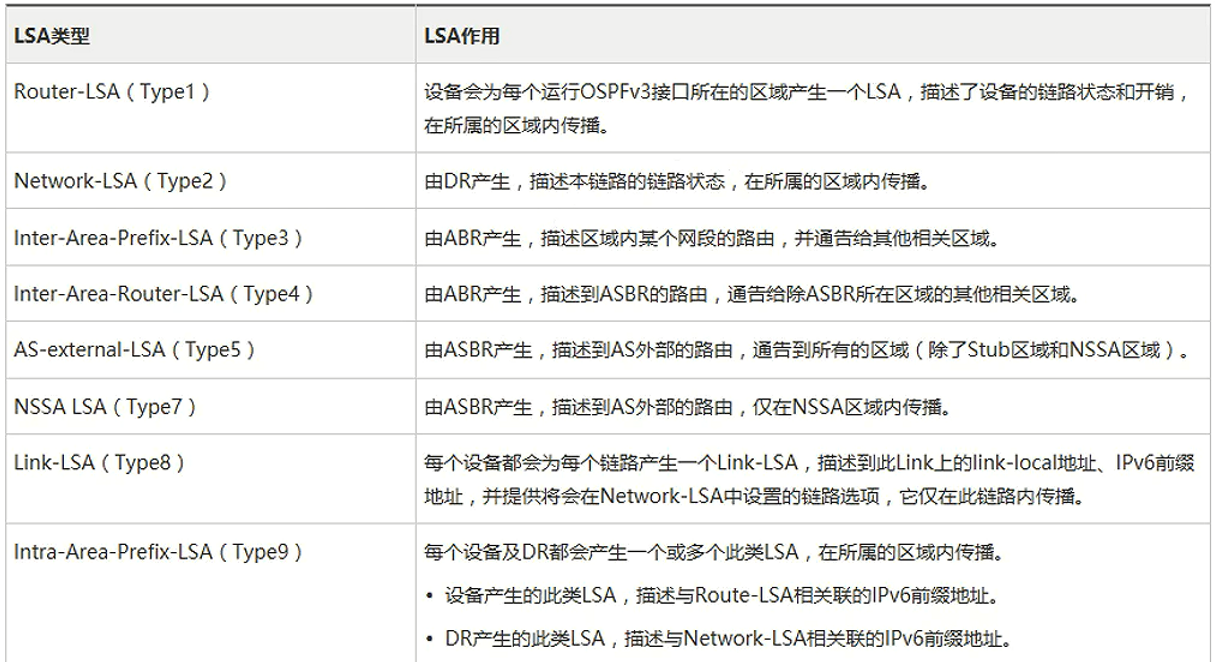 LSA类型
LSA作用
Router-LSA（Type1）
设备会为每个运行OSPFv3接口所在的区域产生一个LSA，描述了设备的链路状态和开销，
在所属的区域内传播。
Network-LSA（Type2）
由DR产生，描述本链路的链路状态，在所属的区域内传播。
Inter-Area-Prefix-LSA（Type3）
由ABR产生，描述区域内某个网段的路由，并通告给其他相关区域。
Inter-Area-Router-LSA（Type4）
由ABR产生，描述到ASBR的路由，通告给除ASBR所在区域的其他相关区域。
AS-external-LSA（Type5）
由ASBR产生，描述到AS外部的路由，通告到所有的区域（除了Stub区域和NSSA区域）。
NSSA LSA（Type7）
由ASBR产生，描述到AS外部的路由，仅在NSSA区域内传播。
Link-LSA（Type8）
每个设备都会为每个链路产生一个Link-LSA，描述到此Link上的link-local地址、IPv6前缀
地址，并提供将会在Network-LSA中设置的链路选项，它仅在此链路内传播。
Intra-Area-Prefix-LSA（Type9）
每个设备及DR都会产生一个或多个此类LSA，在所属的区域内传播。
• 设备产生的此类LSA，描述与Route-LSA相关联的IPv6前缀地址。
• DR产生的此类LSA，描述与Network-LSA相关联的IPv6前缀地址。